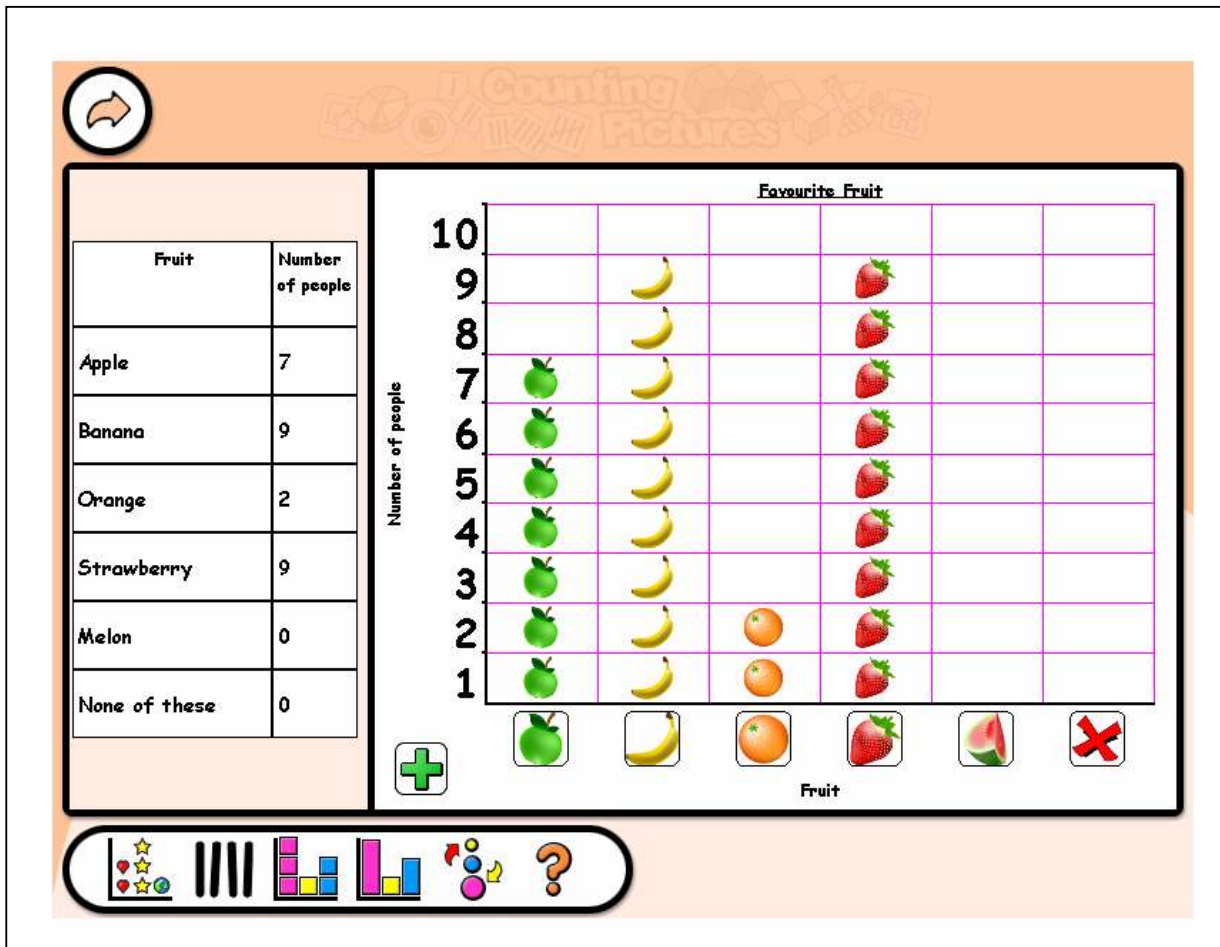 Counting
Pictures
Fruit Number
of people
Apple 7
Banana 9
Orange 2
Strawberry 9
Melon 0
None of these 0
Favourite Fruit
Number of people
10
9
8
7
6
5
4
3
2
1
Fruit